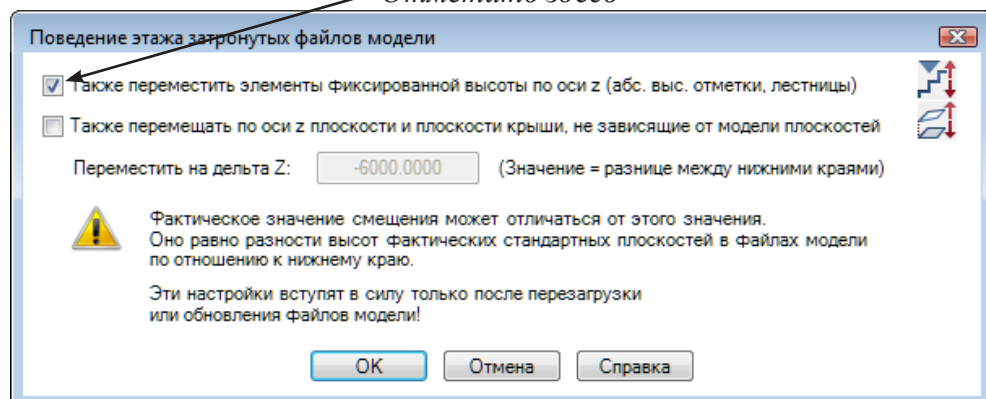 Отметить здесь
Поведение этажа затронутых файлов модели
Также переместить элементы фиксированной высоты по оси z (абс. выс. отметки, лестницы)
Также перемещать по оси z плоскости и плоскости крыши, не зависящие от модели плоскостей
Переместить на дельта Z: -6000.0000 (Значение = разнице между нижними краями)
Фактическое значение смещения может отличаться от этого значения.
Оно равно разности высот фактических стандартных плоскостей в файлах модели
по отношению к нижнему краю.
Эти настройки вступят в силу только после перезагрузки
или обновления файлов модели!
OK Отмена Справка